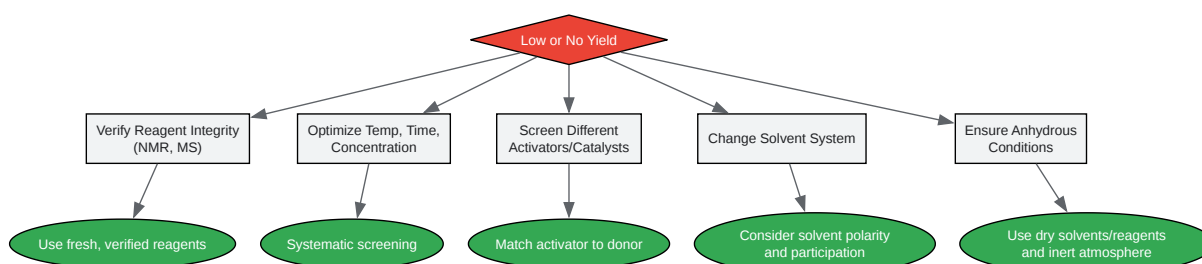 Low or No Yield
Verify Reagent Integrity
(NMR, MS)
Optimize Temp, Time,
Concentration
Screen Different
Activators/Catalysts
Change Solvent System
Ensure Anhydrous
Conditions
Use fresh, verified reagents
Systematic screening
Match activator to donor
Consider solvent polarity
and participation
Use dry solvents/reagents
and inert atmosphere